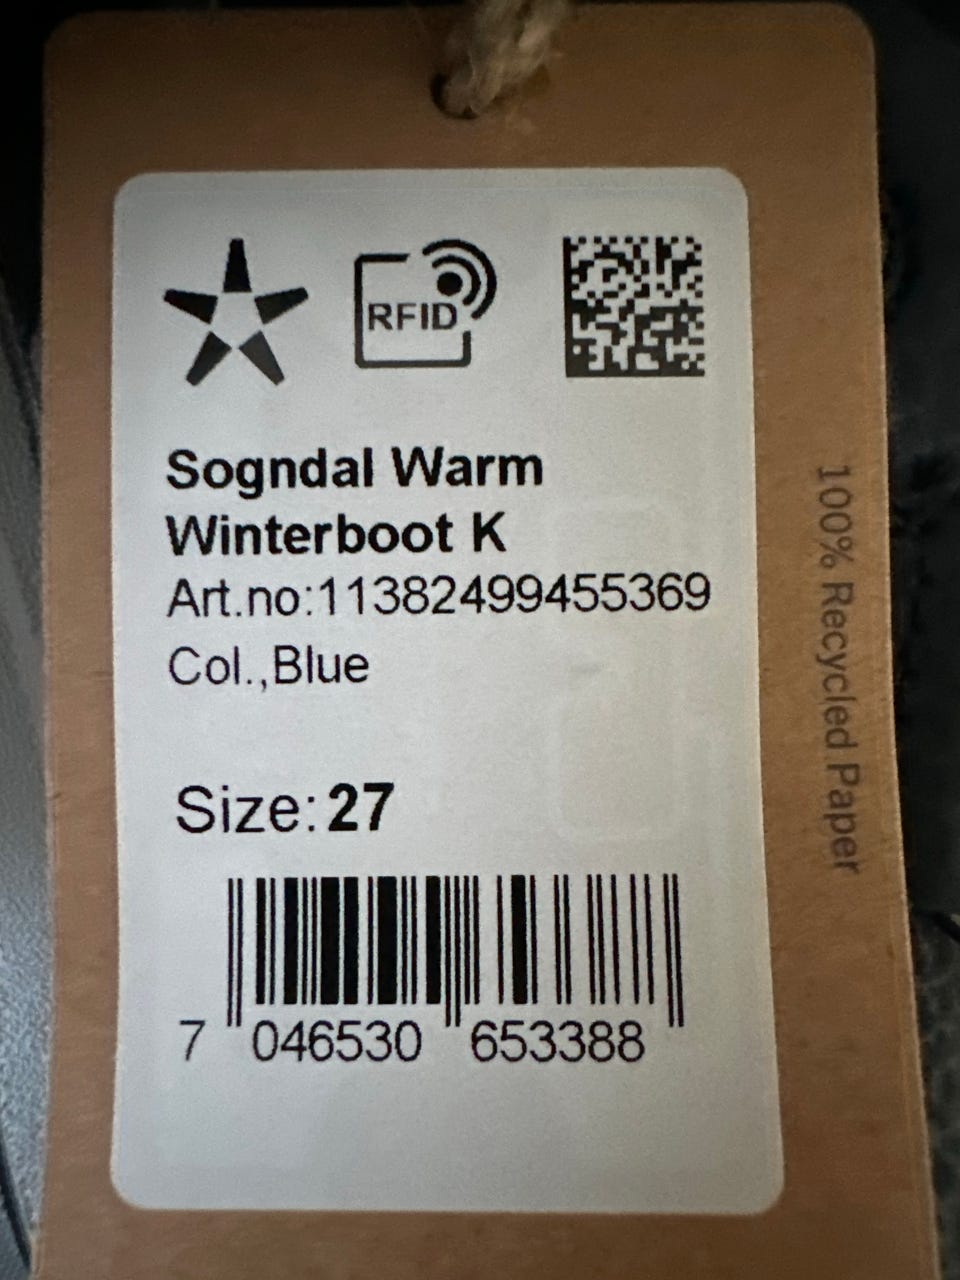 RFID
Sogndal Warm
Winterboot K
Art.no:11382499455369
Col.,Blue
Size:27
7 046530 653388
100% Recycled Paper